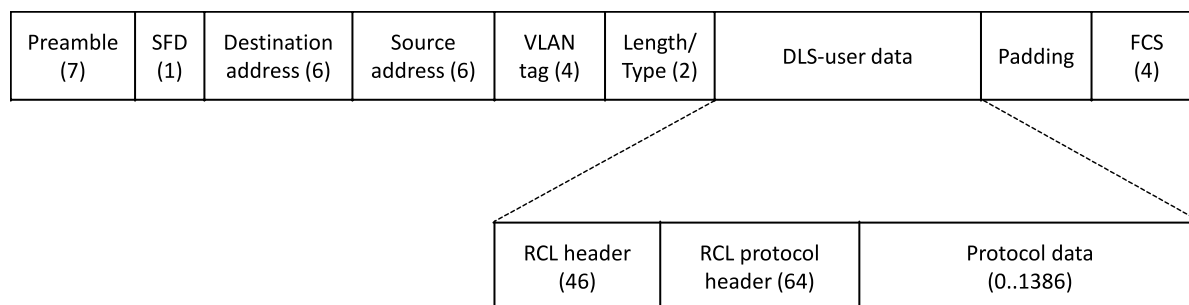 Preamble
(7)
SFD
(1)
Destination
address (6)
Source
address (6)
VLAN
tag (4)
Length/
Type (2)
DLS-user data
Padding
FCS
(4)
RCL header
(46)
RCL protocol
header (64)
Protocol data
(0..1386)